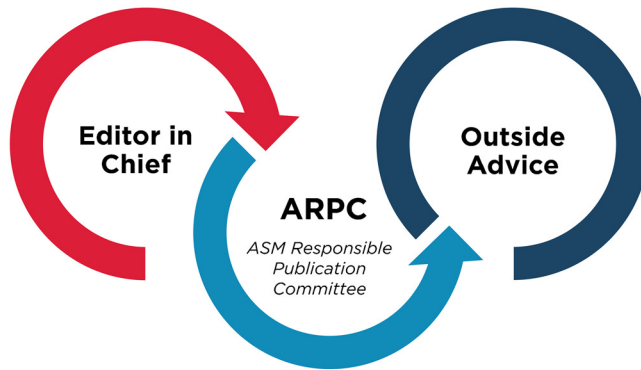 Editor in
Chief
ARPC
ASM Responsible
Publication
Committee
Outside
Advice